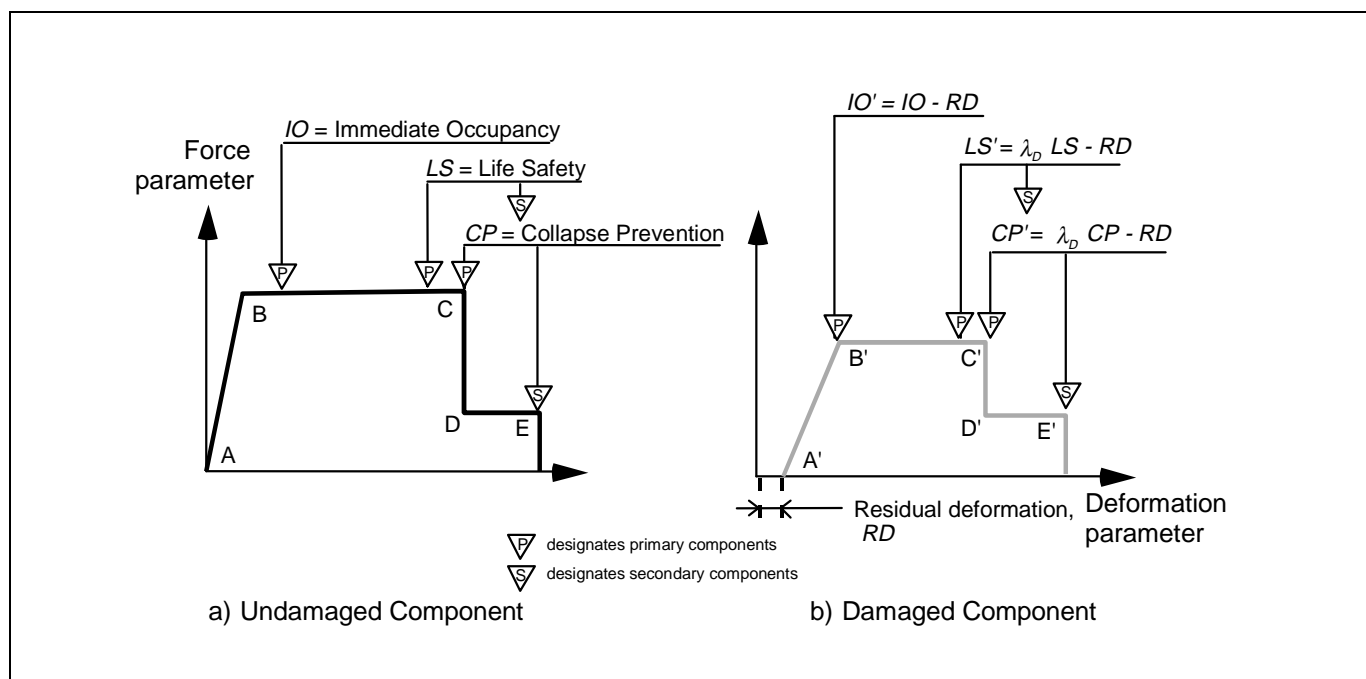 IO = Immediate Occupancy
Force
parameter
LS = Life Safety
S
CP = Collapse Prevention
P
P
P
B
C
S
D
E
A
IO' = IO - RD
LS' = λD LS - RD
S
CP' = λD CP - RD
P
P
P
B'
C'
S
D'
E'
A'
Residual deformation,
RD
Deformation
parameter
P designates primary components
S designates secondary components
a) Undamaged Component
b) Damaged Component